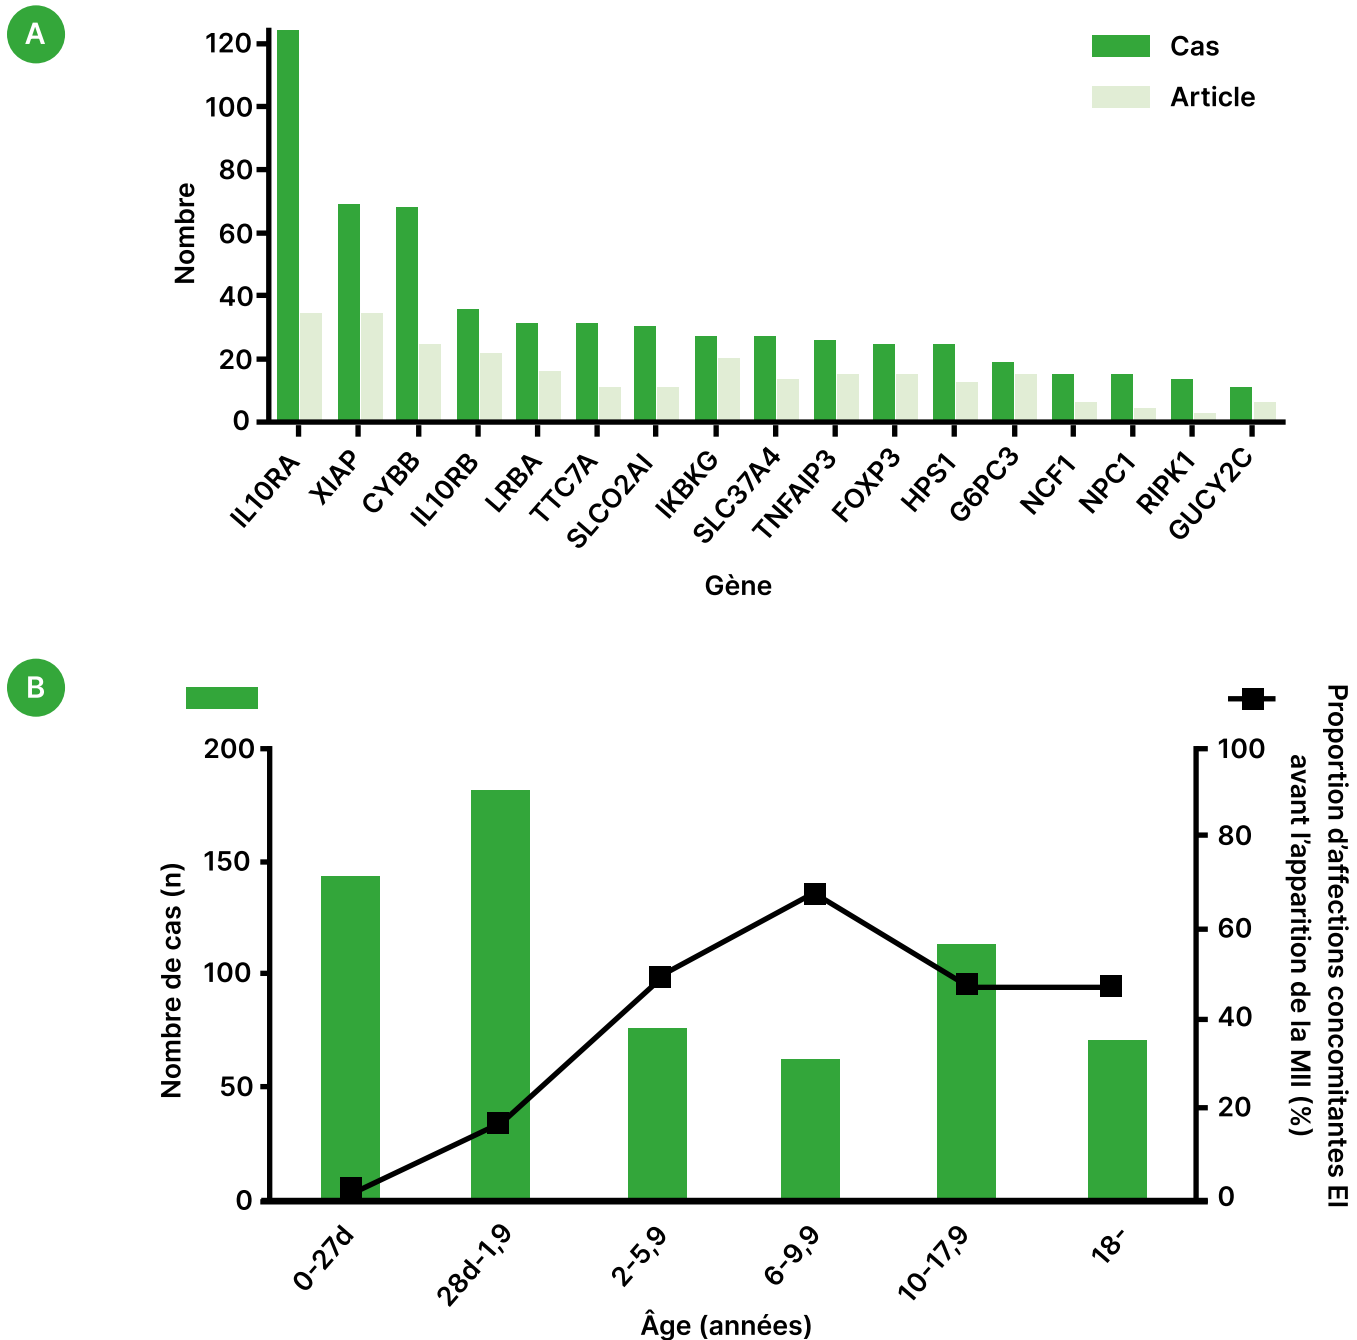 A
120
100
80
60
40
20
0
Nombre
Cas
Article
IL10RA
XIAP
CYBB
IL10RB
LRBA
TTC7A
SLCO2AI
IKBKG
SLC37A4
TNFAIP3
FOXP3
HPS1
G6PC3
NCF1
NPC1
RIPK1
GUCY2C
Gène
B
200
150
100
50
0
Nombre de cas (n)
100
80
60
40
20
0
Proportion d'affections concomitantes EI
avant l'apparition de la MII (%)
0-27d
28d-1,9
2-5,9
6-9,9
10-17,9
18-
Âge (années)